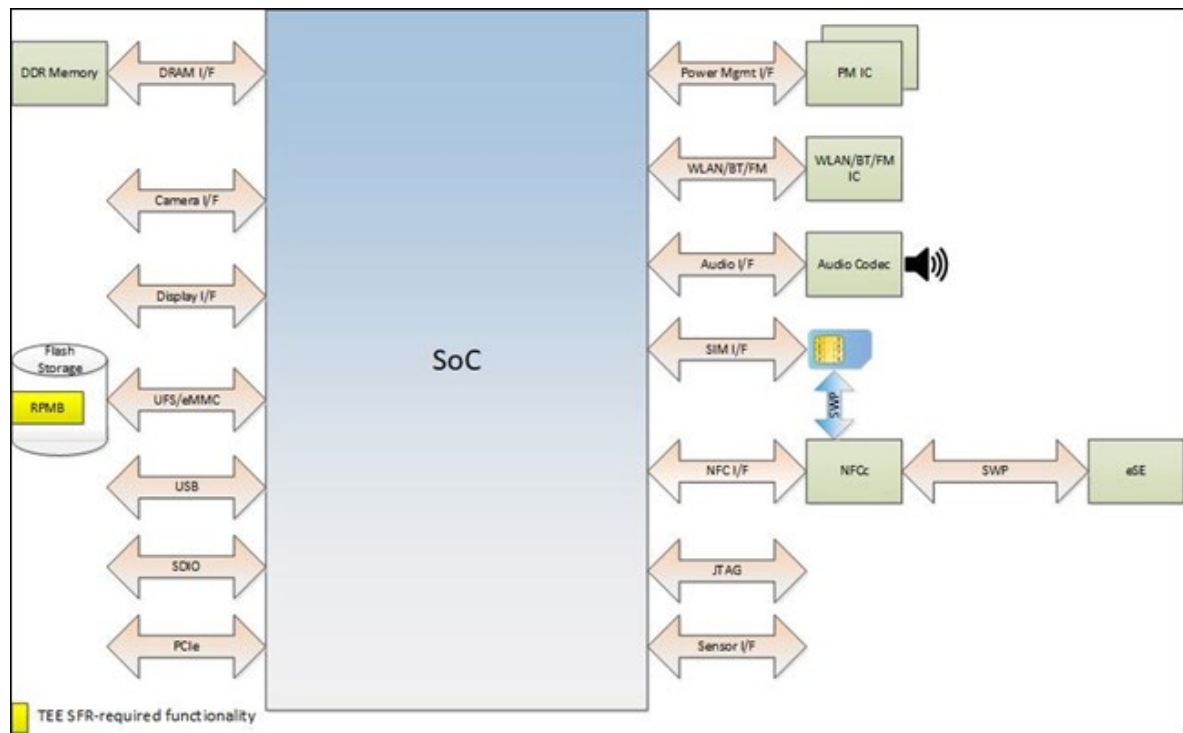 DDR Memory
DRAM I/F
Camera I/F
Display I/F
Flash
Storage
RPMB
UFS/eMMC
USB
SDIO
PCIe
TEE SFR-required functionality
SoC
Power Mgmt I/F
PM IC
WLAN/BT/FM
WLAN/BT/FM
IC
Audio I/F
Audio Codec
SIM I/F
SWP
NFC I/F
NFCc
SWP
eSE
JTAG
Sensor I/F